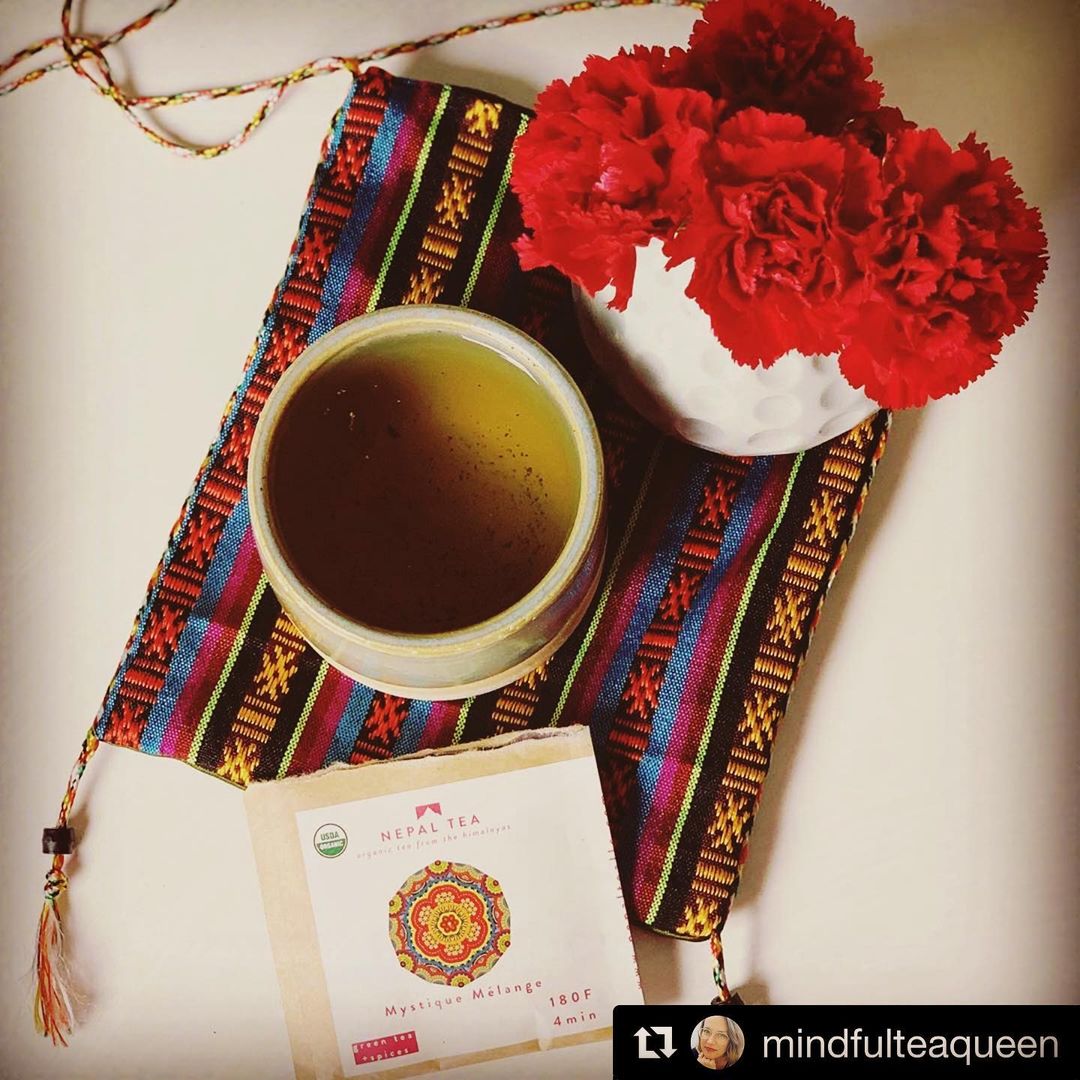 USDA
ORGANIC
NEPAL TEA
organic tea from the himalayas
Mystique Mélange
180F
4min
green tea
+spices
mindfulteaqueen